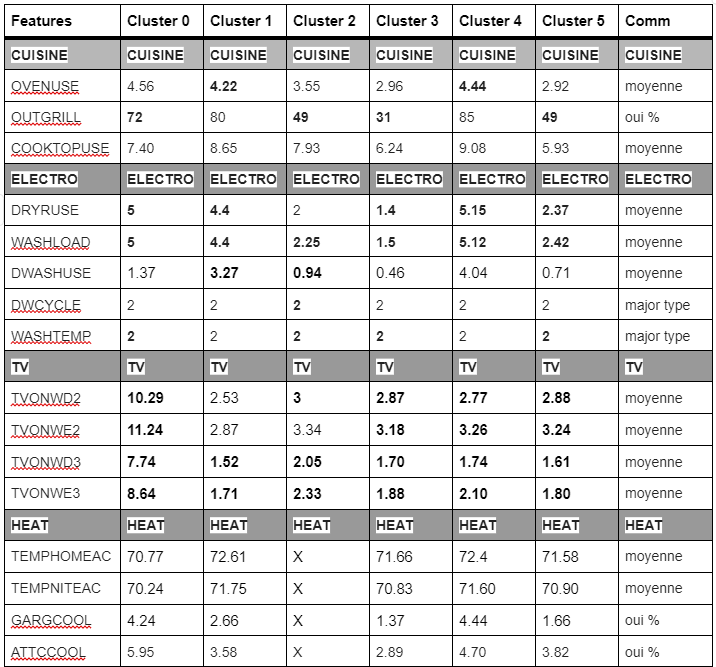 Features Cluster 0 Cluster 1 Cluster 2 Cluster 3 Cluster 4 Cluster 5 Comm
CUISINE CUISINE CUISINE CUISINE CUISINE CUISINE CUISINE CUISINE
OVENUSE 4.56 4.22 3.55 2.96 4.44 2.92 moyenne
OUTGRILL 72 80 49 31 85 49 oui %
COOKTOPUSE 7.40 8.65 7.93 6.24 9.08 5.93 moyenne
ELECTRO ELECTRO ELECTRO ELECTRO ELECTRO ELECTRO ELECTRO ELECTRO
DRYRUSE 5 4.4 2 1.4 5.15 2.37 moyenne
WASHLOAD 5 4.4 2.25 1.5 5.12 2.42 moyenne
DWASHUSE 1.37 3.27 0.94 0.46 4.04 0.71 moyenne
DWCYCLE 2 2 2 2 2 2 major type
WASHTEMP 2 2 2 2 2 2 major type
TV TV TV TV TV TV TV TV
TVONWD2 10.29 2.53 3 2.87 2.77 2.88 moyenne
TVONWE2 11.24 2.87 3.34 3.18 3.26 3.24 moyenne
TVONWD3 7.74 1.52 2.05 1.70 1.74 1.61 moyenne
TVONWE3 8.64 1.71 2.33 1.88 2.10 1.80 moyenne
HEAT HEAT HEAT HEAT HEAT HEAT HEAT HEAT
TEMPHOMEAC 70.77 72.61 X 71.66 72.4 71.58 moyenne
TEMPNITEAC 70.24 71.75 X 70.83 71.60 70.90 moyenne
GARGCOOL 4.24 2.66 X 1.37 4.44 1.66 oui %
ATTCCOOL 5.95 3.58 X 2.89 4.70 3.82 oui %